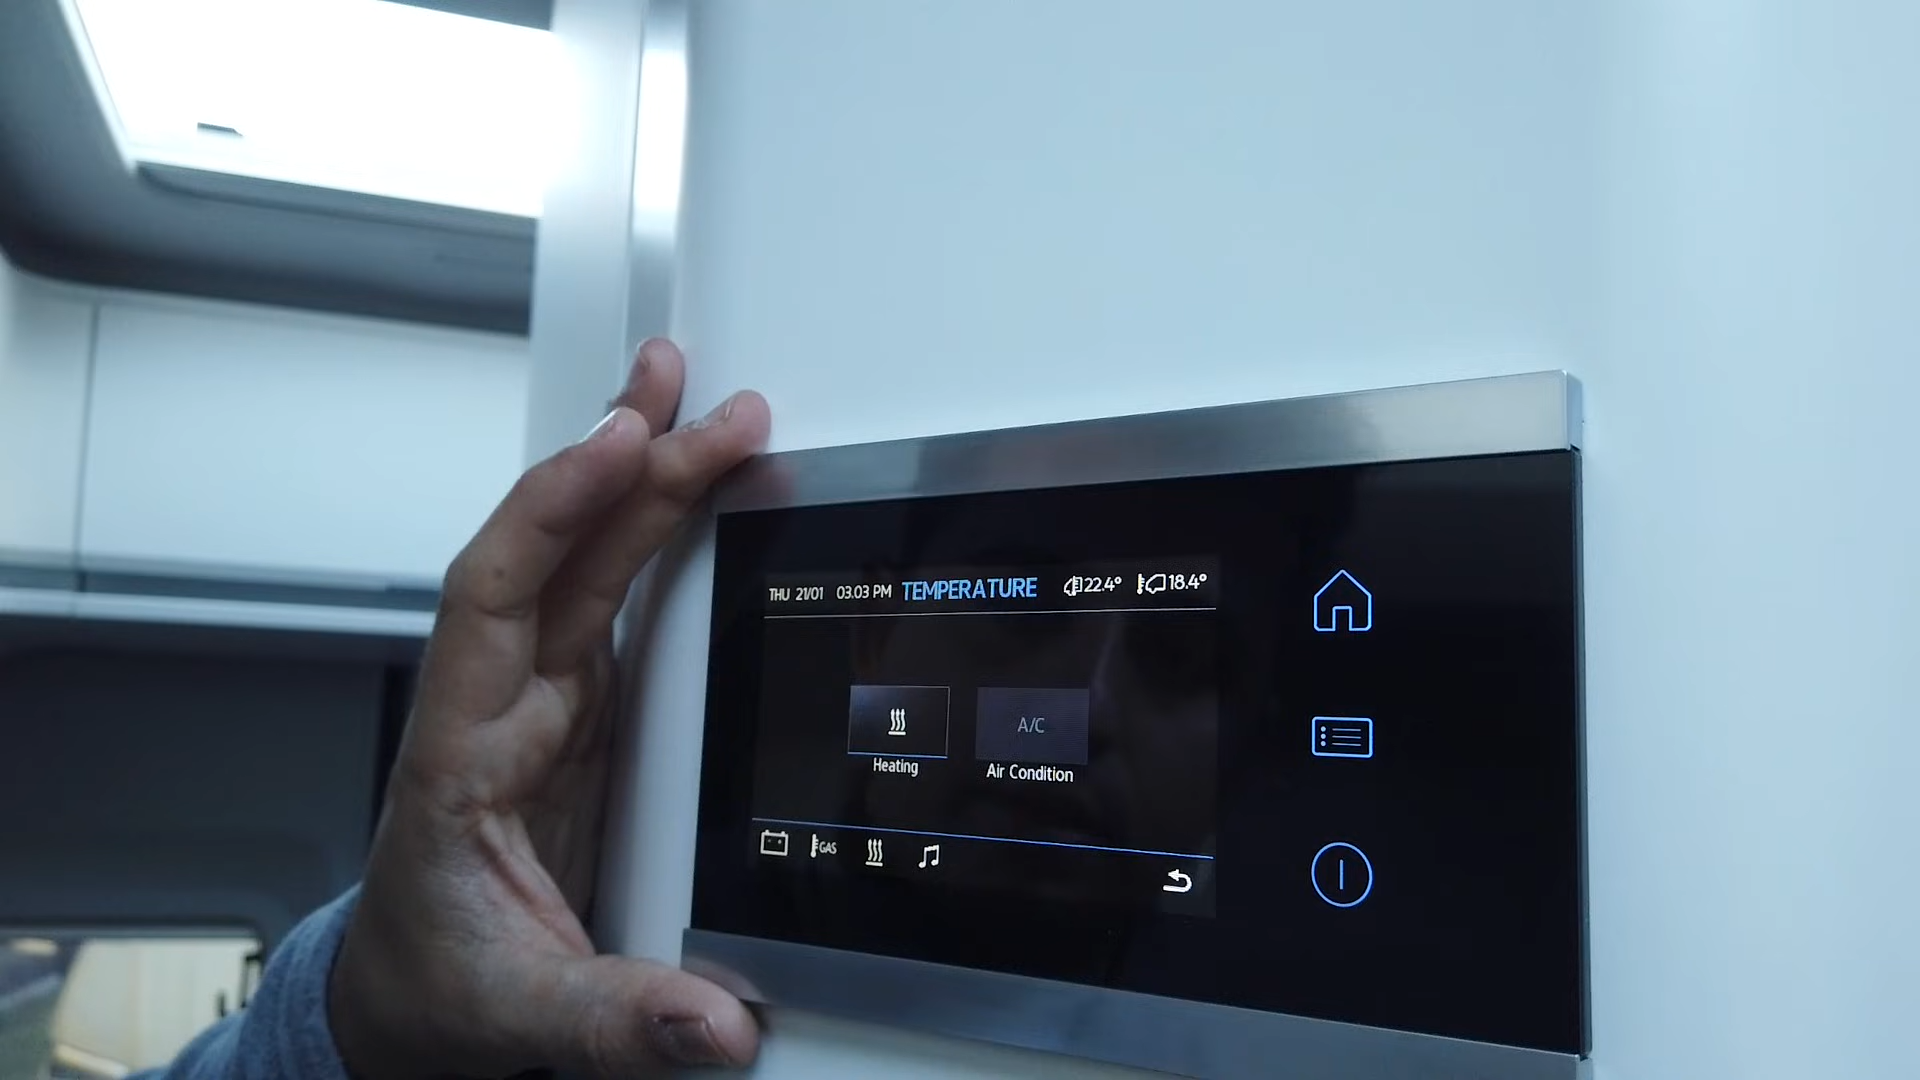 THU 21/01 03.03 PM TEMPERATURE 22.4° 18.4°
A/C
Heating Air Condition
GAS